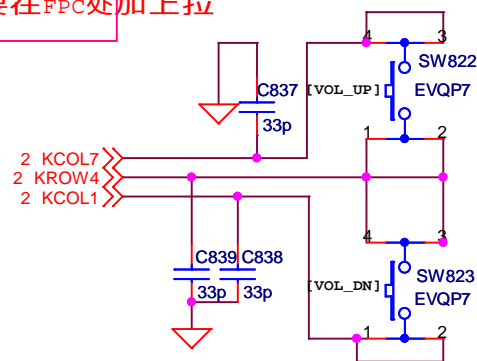 FPC处加上拉
4 3
SW822
C837
[VOL_UP]
EVQP7
33p
1 2
2 KCOL7
2 KROW4
2 KCOL1
4 3
C839
C838
SW823
[VOL_DN]
33p
33p
EVQP7
1 2